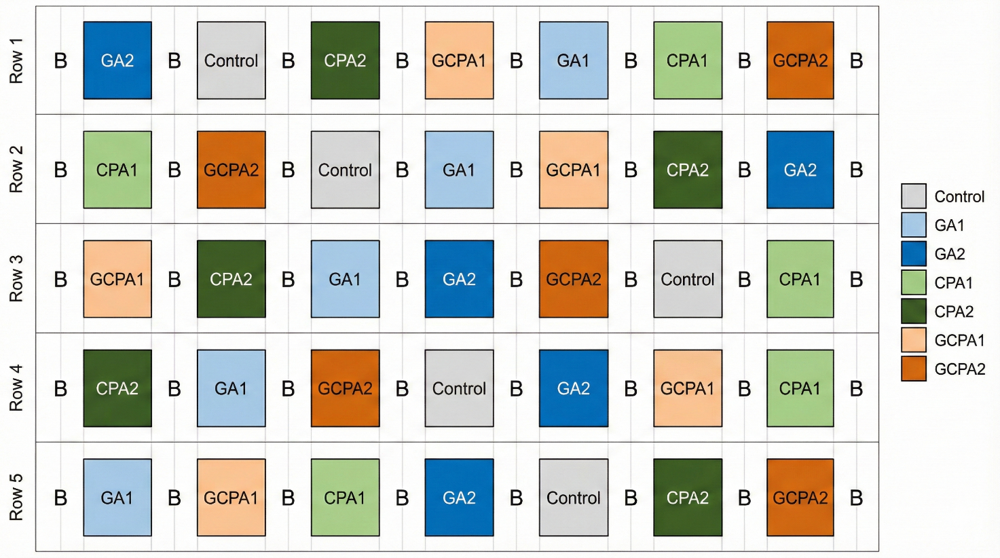 Row 1 B GA2 B Control B CPA2 B GCPA1 B GA1 B CPA1 B GCPA2 B
Row 2 B CPA1 B GCPA2 B Control B GA1 B GCPA1 B CPA2 B GA2 B
Row 3 B GCPA1 B CPA2 B GA1 B GA2 B GCPA2 B Control B CPA1 B
Row 4 B CPA2 B GA1 B GCPA2 B Control B GA2 B GCPA1 B CPA1 B
Row 5 B GA1 B GCPA1 B CPA1 B GA2 B Control B CPA2 B GCPA2 B
Control
GA1
GA2
CPA1
CPA2
GCPA1
GCPA2